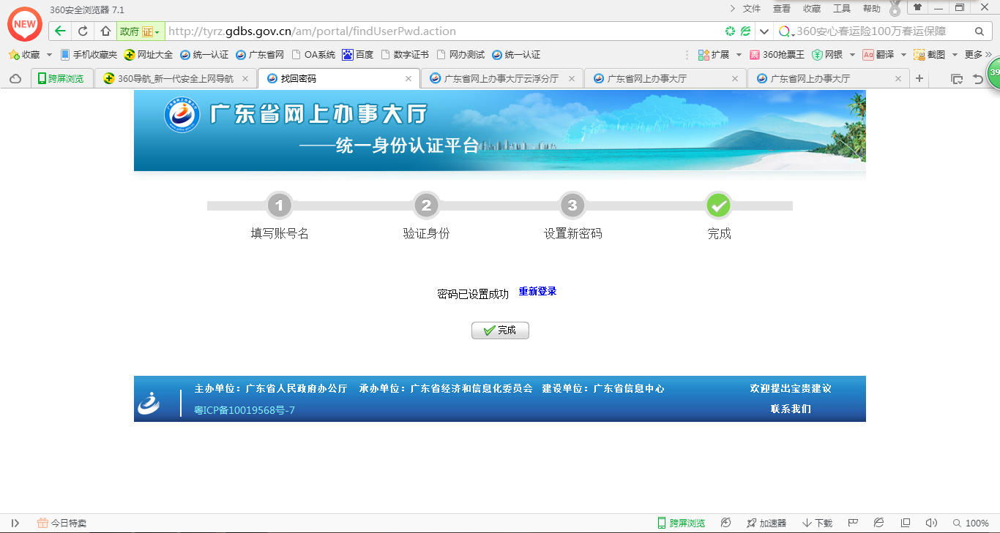 360安全浏览器 7.1
文件 查看 收藏 工具 帮助
NEW
政府 证 http://tyrz.gdbs.gov.cn/am/portal/findUserPwd.action
360安心春运险100万春运保障
收藏 手机收藏夹 网址大全 统一认证 广东省网 OA系统 百度 数字证书 网办测试 统一认证
扩展 360抢票王 网银 Aa 翻译 截图 更多
跨屏浏览 360导航_新一代安全上网导航 找回密码 广东省网上办事大厅云浮分厅 广东省网上办事大厅 广东省网上办事大厅
39
广东省网上办事大厅
——统一身份认证平台
1 2 3
填写账号名 验证身份 设置新密码 完成
密码已设置成功 重新登录
完成
主办单位：广东省人民政府办公厅 承办单位：广东省经济和信息化委员会 建设单位：广东省信息中心 欢迎提出宝贵建议
粤ICP备10019568号-7 联系我们
今日特卖 跨屏浏览 加速器 下载 100%